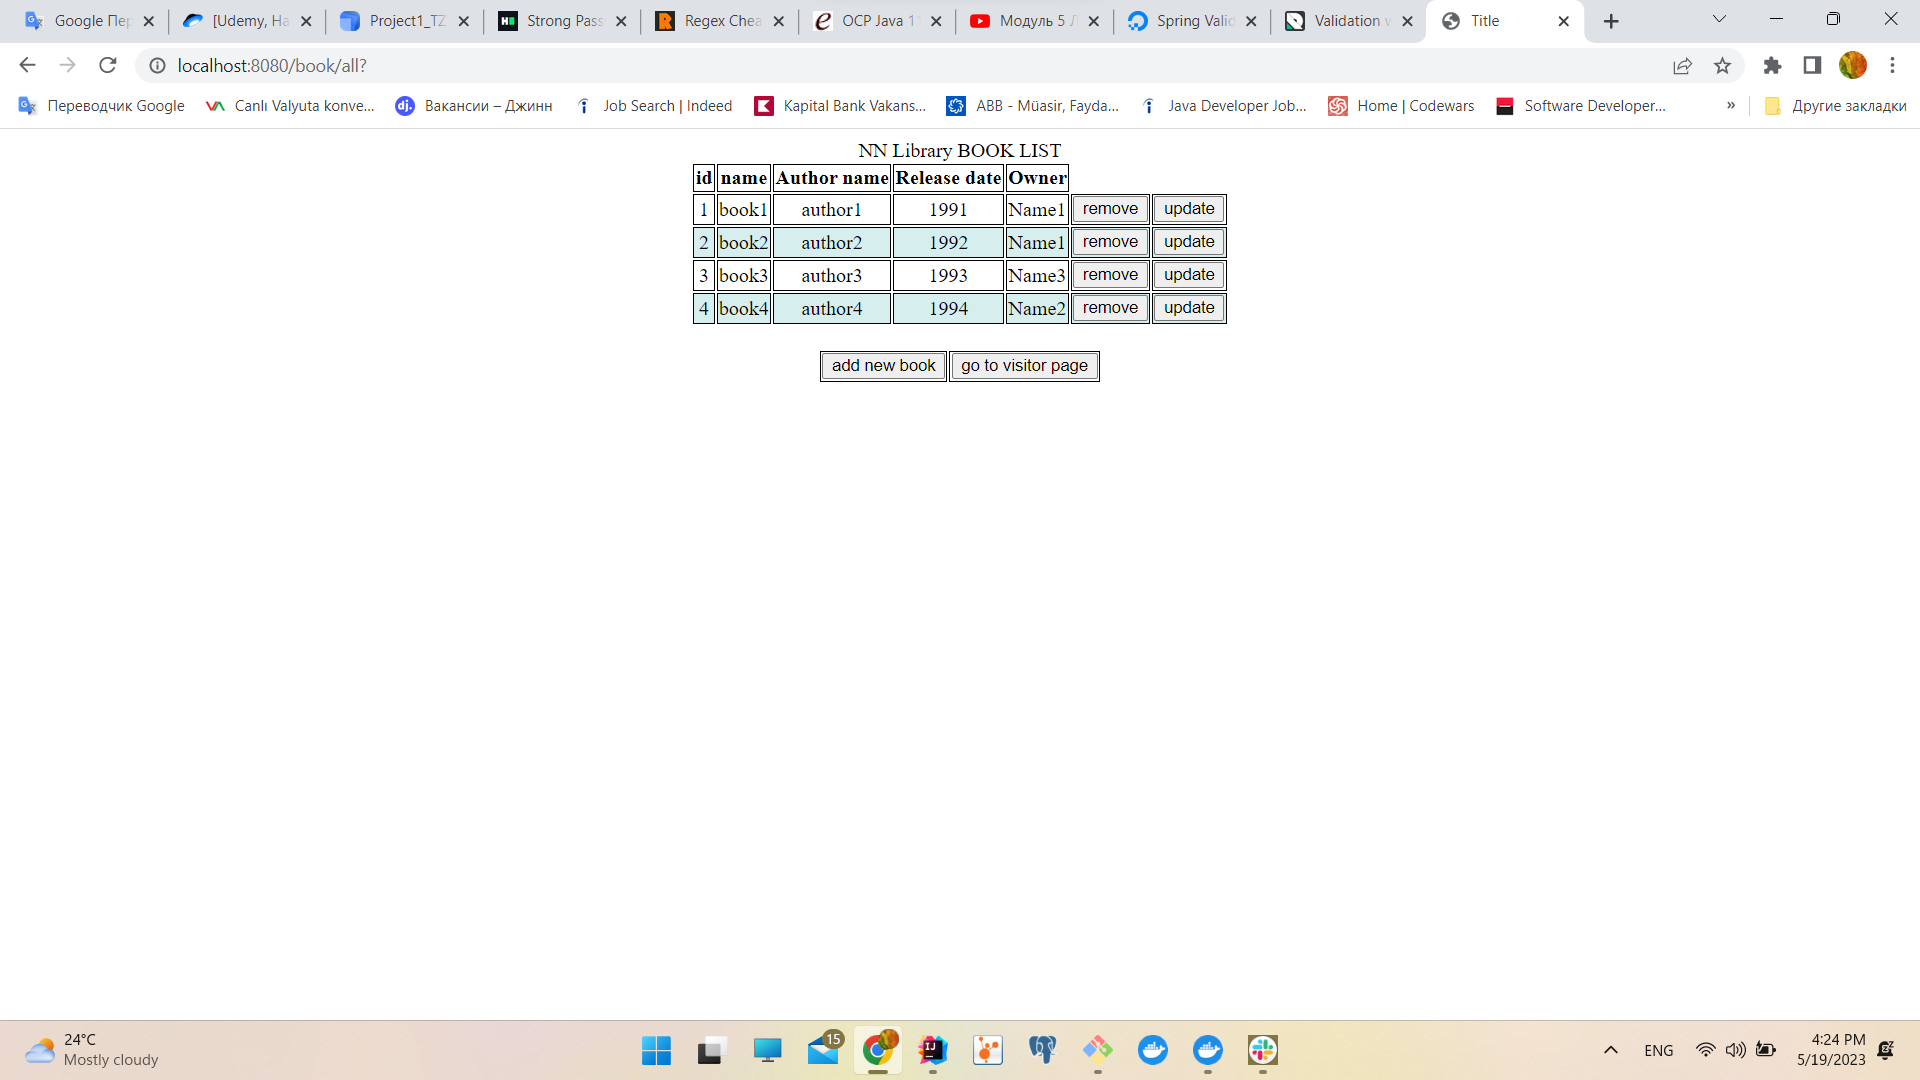 Google Пер
[Udemy, На
Project1_TZ
Strong Pass
Regex Chea
OCP Java 1
Модуль 5 Л
Spring Valid
Validation w
Title
localhost:8080/book/all?
Переводчик Google
Canlı Valyuta konve...
dj.
Вакансии – Джинн
Job Search | Indeed
Kapital Bank Vakans...
ABB - Müasir, Fayda...
Java Developer Job...
Home | Codewars
Software Developer...
»
Другие закладки
NN Library BOOK LIST
id name Author name Release date Owner
1 book1 author1 1991 Name1 remove update
2 book2 author2 1992 Name1 remove update
3 book3 author3 1993 Name3 remove update
4 book4 author4 1994 Name2 remove update
add new book go to visitor page
24°C
Mostly cloudy
15
IJ
ENG
4:24 PM
5/19/2023